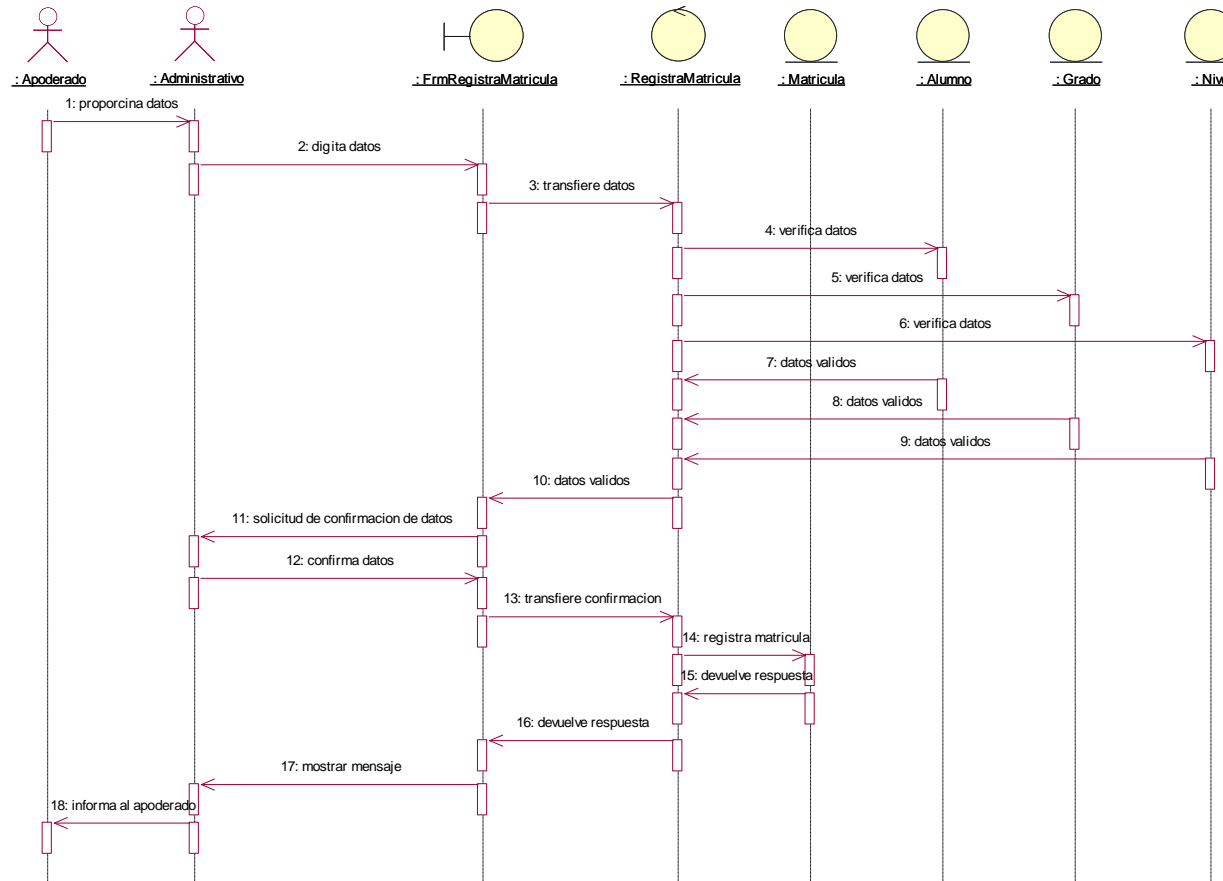 : Apoderado
: Administrativo
: FrmRegistraMatricula
: RegistraMatricula
: Matricula
: Alumno
: Grado
: Nive
1: proporcina datos
2: digita datos
3: transfiere datos
4: verifica datos
5: verifica datos
6: verifica datos
7: datos validos
8: datos validos
9: datos validos
10: datos validos
11: solicitud de confirmacion de datos
12: confirma datos
13: transfiere confirmacion
14: registra matricula
15: devuelve respuesta
16: devuelve respuesta
17: mostrar mensaje
18: informa al apoderado